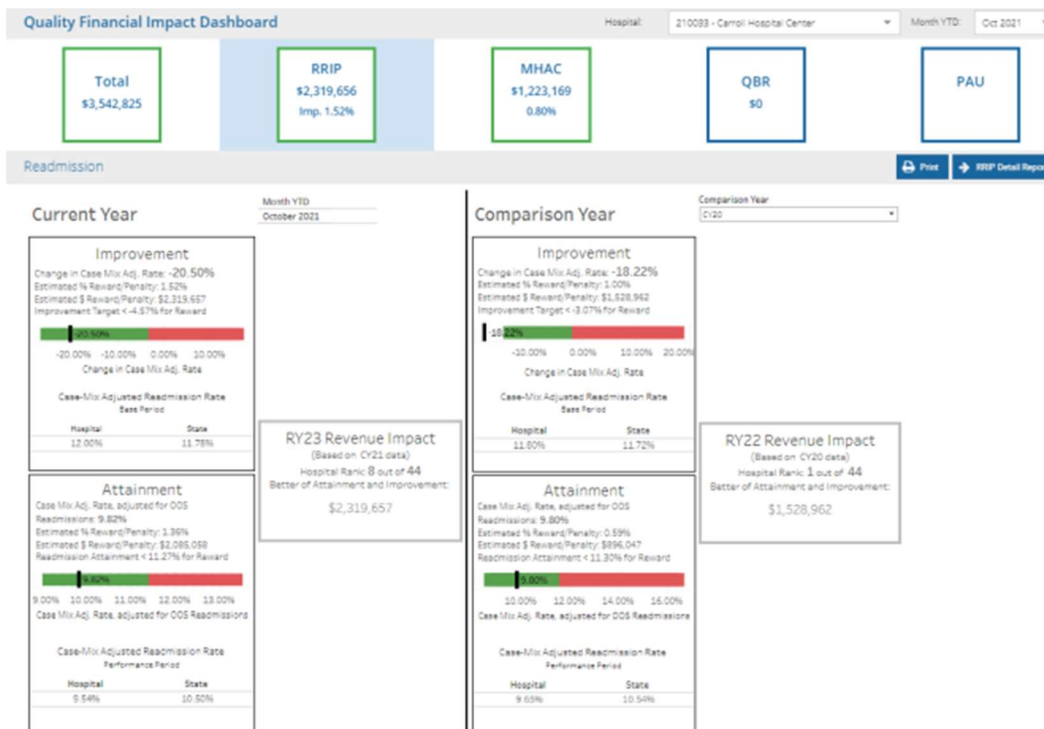 Quality Financial Impact Dashboard
Hospital: 210033 - Carroll Hospital Center Month YTD: Oct 2021
Total
$3,542,825
RRIP
$2,319,656
Imp. 1.52%
MHAC
$1,223,169
0.80%
QBR
$0
PAU
Readmission
Print
RRIP Detail Repor
Current Year
Month YTD
October 2021
Improvement
Change in Case Mix Adj. Rate: -20.50%
Estimated % Reward/Penalty: 1.52%
Estimated $ Reward/Penalty: $2,319,657
Improvement Target < -4.57% for Reward
-20.50%
-20.00% -10.00% 0.00% 10.00%
Change in Case Mix Adj. Rate
Case-Mix Adjusted Readmission Rate
Base Period
Hospital State
12.00% 11.78%
Attainment
Case Mix Adj. Rate, adjusted for OOS
Readmissions: 9.82%
Estimated % Reward/Penalty: 1.36%
Estimated $ Reward/Penalty: $2,085,058
Readmission Attainment < 11.27% for Reward
9.82%
9.00% 10.00% 11.00% 12.00% 13.00%
Case Mix Adj. Rate, adjusted for OOS Readmissions
Case-Mix Adjusted Readmission Rate
Performance Period
Hospital State
9.54% 10.50%
RY23 Revenue Impact
(Based on CY21 data)
Hospital Rank: 8 out of 44
Better of Attainment and Improvement:
$2,319,657
Comparison Year
Comparison Year
CY20
Improvement
Change in Case Mix Adj. Rate: -18.22%
Estimated % Reward/Penalty: 1.00%
Estimated $ Reward/Penalty: $1,528,962
Improvement Target < -3.07% for Reward
-18.22%
-10.00% 0.00% 10.00% 20.00%
Change in Case Mix Adj. Rate
Case-Mix Adjusted Readmission Rate
Base Period
Hospital State
11.80% 11.72%
Attainment
Case Mix Adj. Rate, adjusted for OOS
Readmissions: 9.80%
Estimated % Reward/Penalty: 0.59%
Estimated $ Reward/Penalty: $896,047
Readmission Attainment < 11.30% for Reward
9.80%
10.00% 12.00% 14.00% 16.00%
Case Mix Adj. Rate, adjusted for OOS Readmissions
Case-Mix Adjusted Readmission Rate
Performance Period
Hospital State
9.65% 10.54%
RY22 Revenue Impact
(Based on CY20 data)
Hospital Rank: 1 out of 44
Better of Attainment and Improvement:
$1,528,962